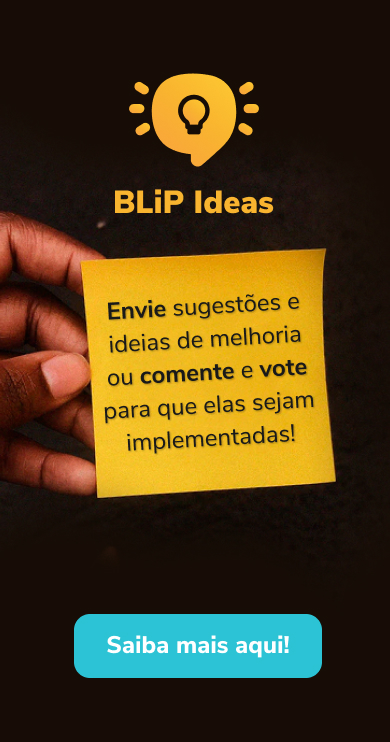 BLiP Ideas
Envie sugestões e
ideias de melhoria
ou comente e vote
para que elas sejam
implementadas!
Saiba mais aqui!